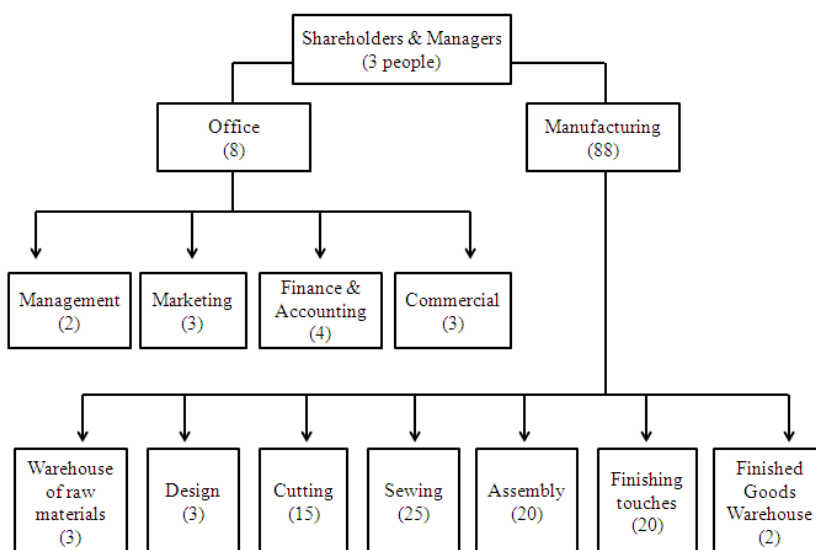 Shareholders & Managers
(3 people)
Office
(8)
Manufacturing
(88)
Management
(2)
Marketing
(3)
Finance &
Accounting
(4)
Commercial
(3)
Warehouse
of raw
materials
(3)
Design
(3)
Cutting
(15)
Sewing
(25)
Assembly
(20)
Finishing
touches
(20)
Finished
Goods
Warehouse
(2)